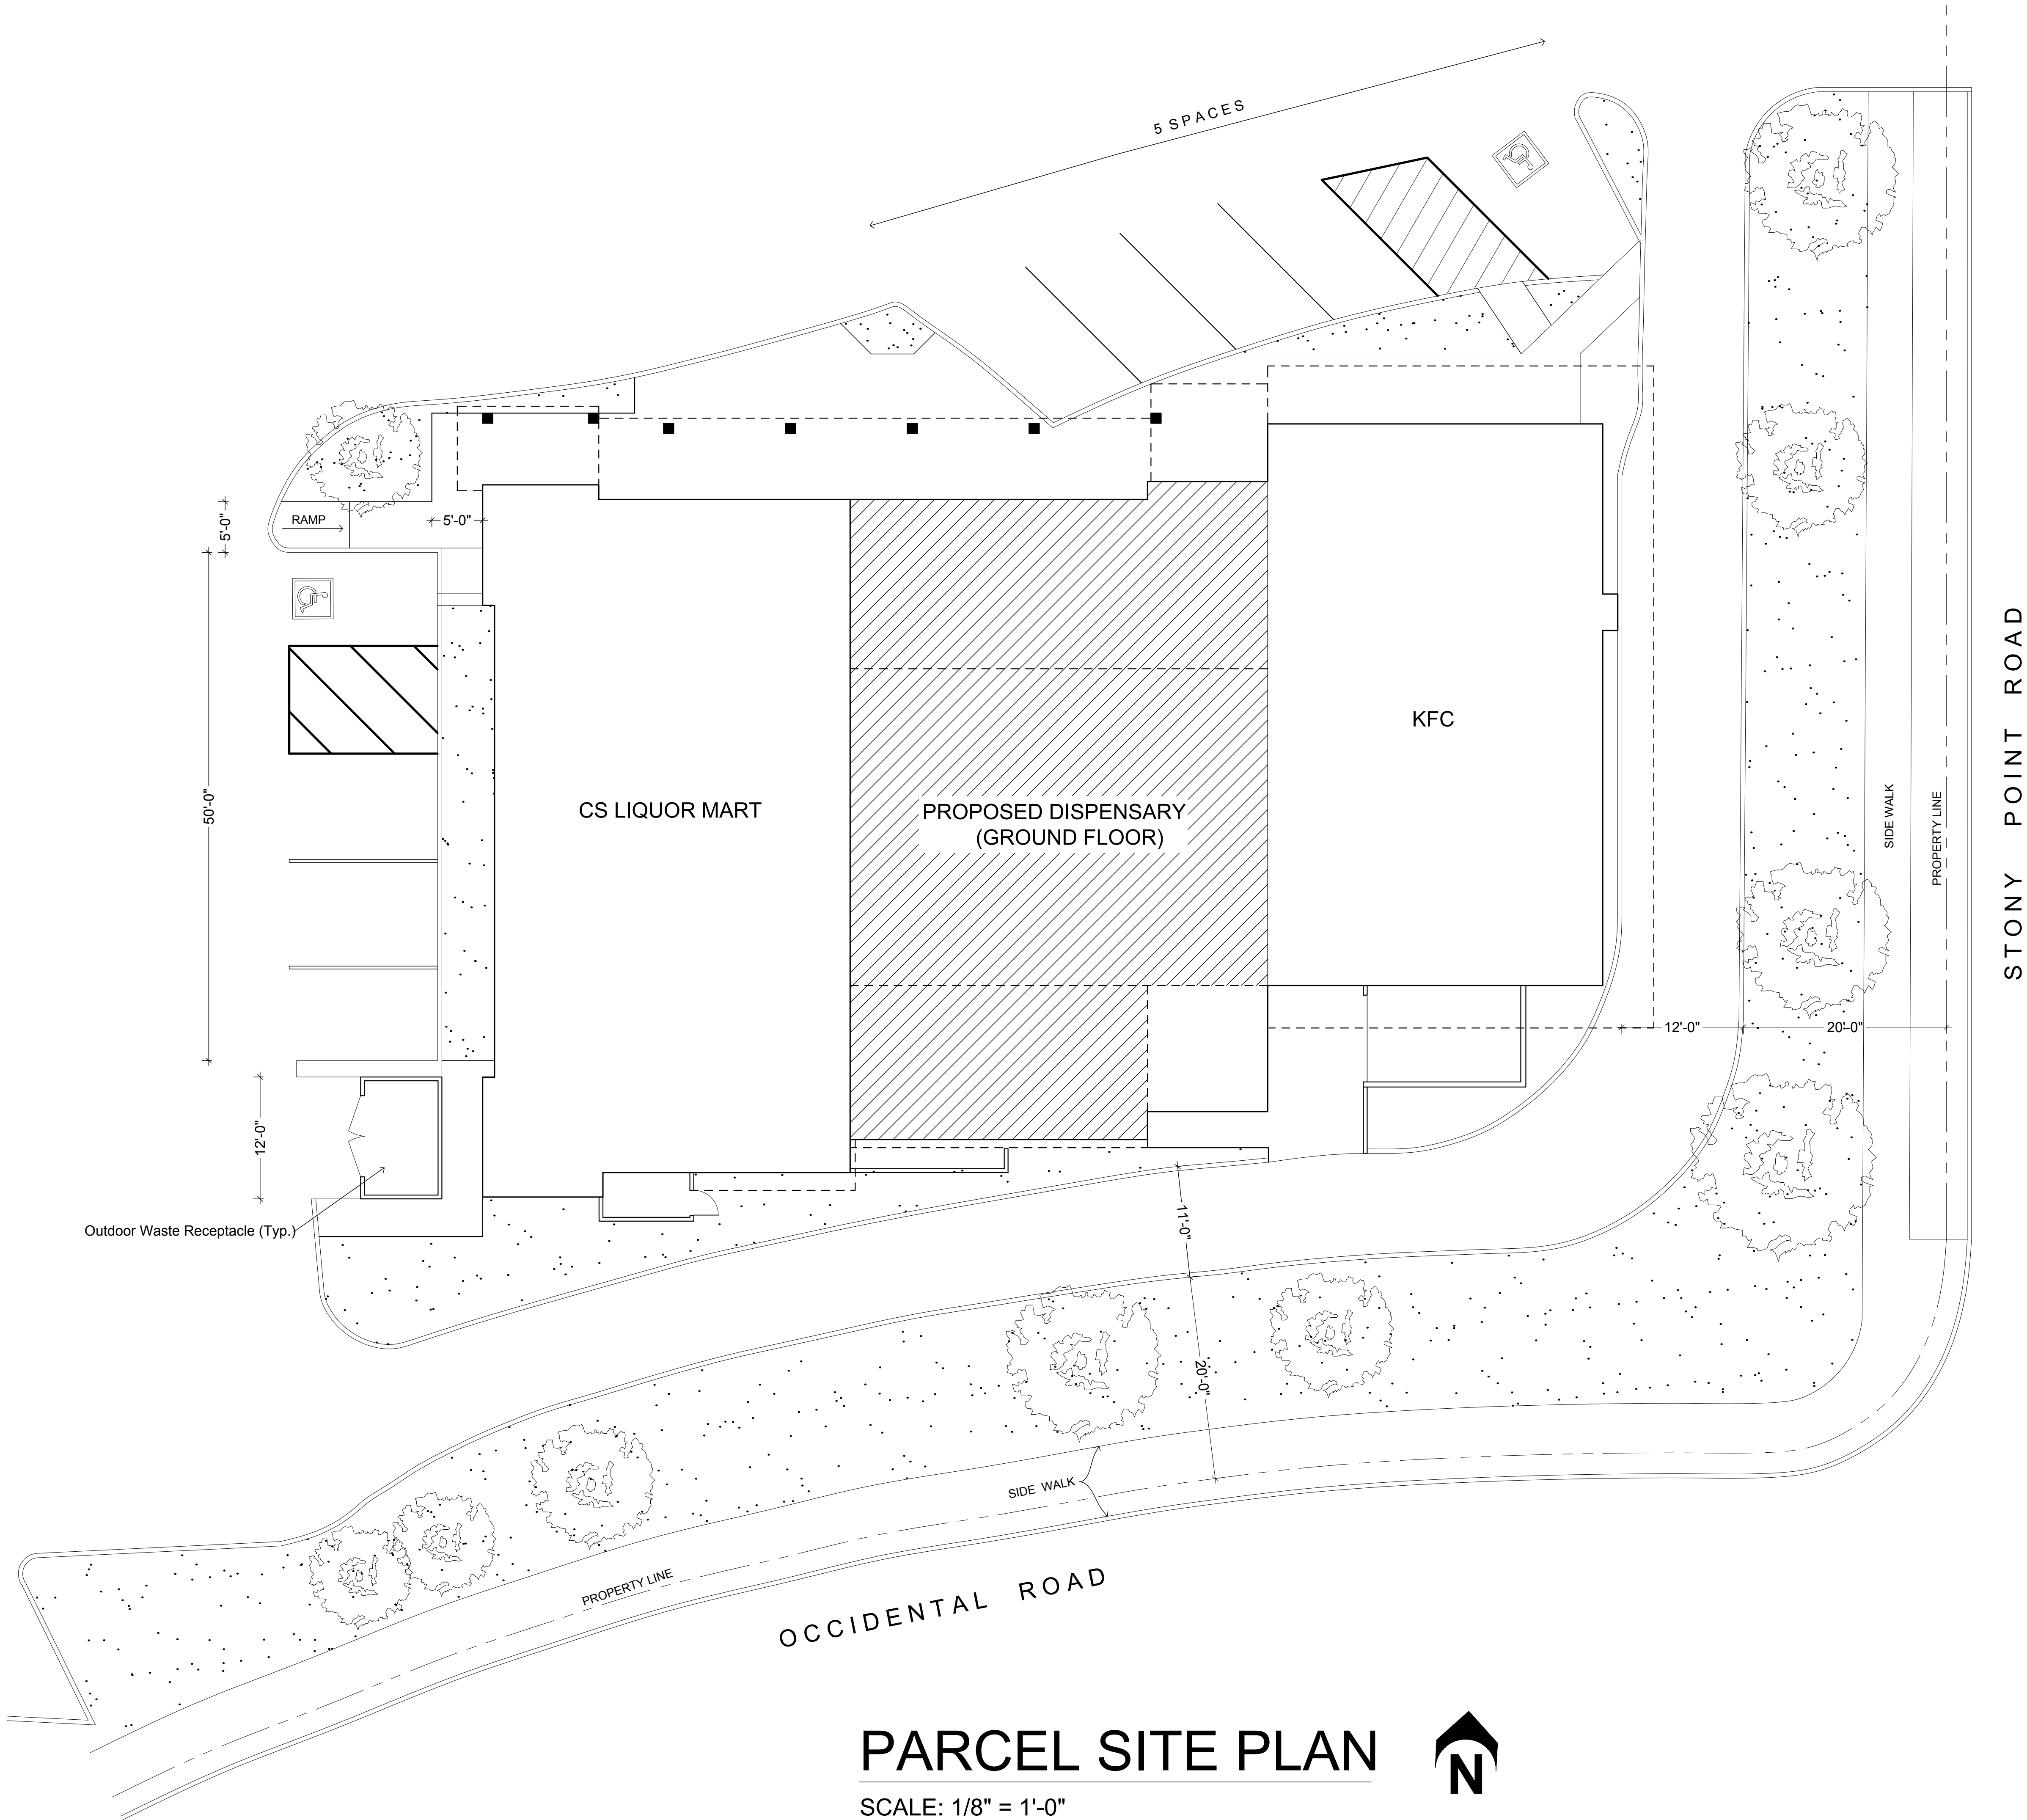 5 SPACES
RAMP
5'-0"
5'-0"
50'-0"
12'-0"
CS LIQUOR MART
PROPOSED DISPENSARY
(GROUND FLOOR)
KFC
SIDE WALK
PROPERTY LINE
STONY POINT ROAD
12'-0"
20'-0"
Outdoor Waste Receptacle (Typ.)
11'-0"
20'-0"
SIDE WALK
PROPERTY LINE
OCCIDENTAL ROAD
PARCEL SITE PLAN
N
SCALE: 1/8" = 1'-0"